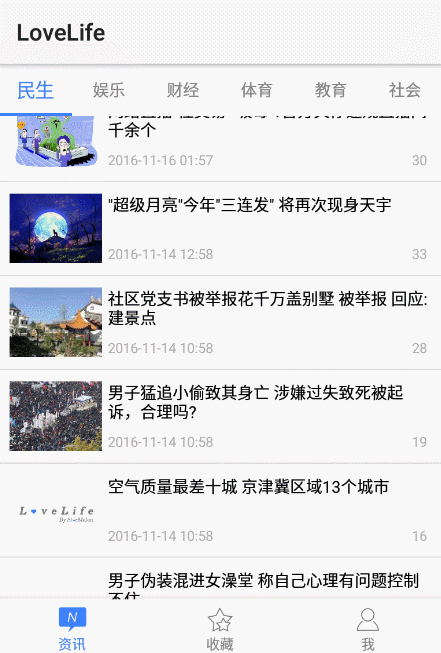 LoveLife
民生 娱乐 财经 体育 教育 社会
千余个
2016-11-16 01:57 30
"超级月亮"今年"三连发" 将再次现身天宇
2016-11-14 12:58 33
社区党支书被举报花千万盖别墅 被举报 回应:
建景点
2016-11-14 10:58 28
男子猛追小偷致其身亡 涉嫌过失致死被起
诉，合理吗?
2016-11-14 10:58 19
LoveLife
By FiveMelon
空气质量最差十城 京津冀区域13个城市
2016-11-14 10:58 16
男子伪装混进女澡堂 称自己心理有问题控制
不住
N
资讯 收藏 我